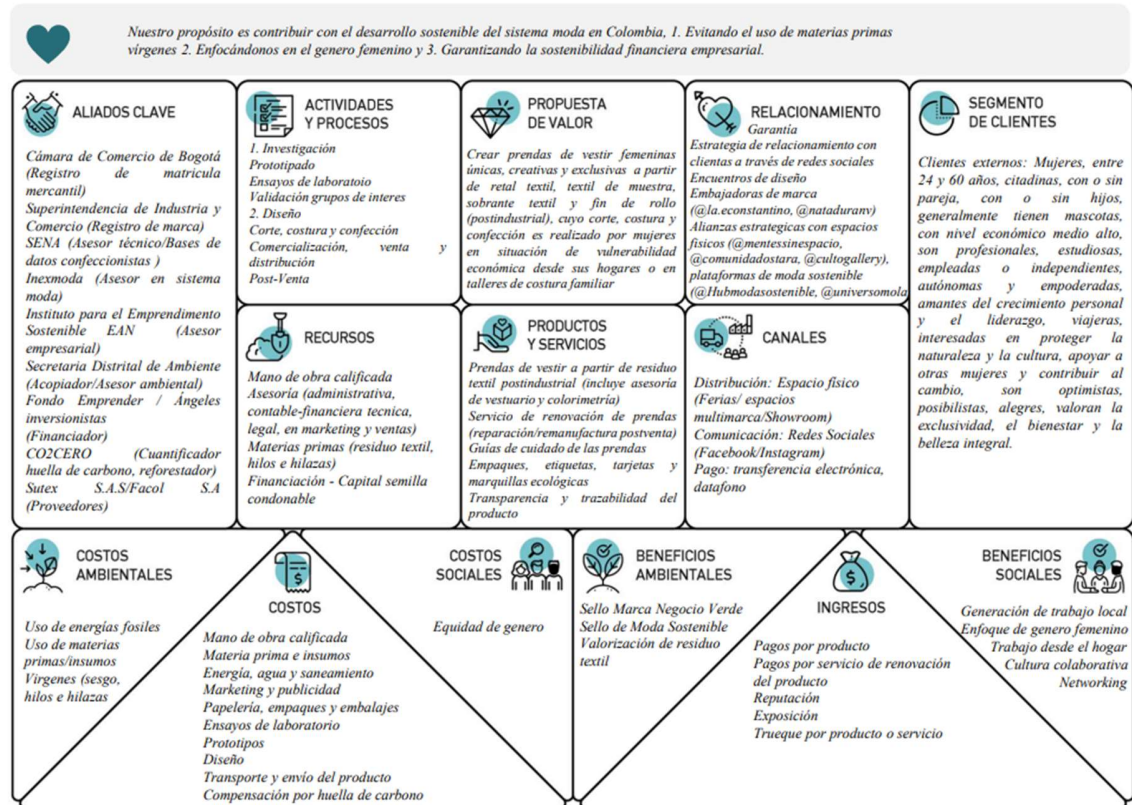 Nuestro propósito es contribuir con el desarrollo sostenible del sistema moda en Colombia, 1. Evitando el uso de materias primas
vírgenes 2. Enfocándonos en el genero femenino y 3. Garantizando la sostenibilidad financiera empresarial.
ALIADOS CLAVE
Cámara de Comercio de Bogotá
(Registro de matricula
mercantil)
Superintendencia de Industria y
Comercio (Registro de marca)
SENA (Asesor técnico/Bases de
datos confeccionistas )
Inexmoda (Asesor en sistema
moda)
Instituto para el Emprendimento
Sostenible EAN (Asesor
empresarial)
Secretaria Distrital de Ambiente
(Acopiador/Asesor ambiental)
Fondo Emprender / Ángeles
inversionistas
(Financiador)
CO2CERO (Cuantificador
huella de carbono, reforestador)
Sutex S.A.S/Facol S.A
(Proveedores)
ACTIVIDADES
Y PROCESOS
1. Investigación
Prototipado
Ensayos de laboratoio
Validación grupos de interes
2. Diseño
Corte, costura y confección
Comercialización, venta y
distribución
Post-Venta
RECURSOS
Mano de obra calificada
Asesoría (administrativa,
contable-financiera tecnica,
legal, en marketing y ventas)
Materias primas (residuo textil,
hilos e hilazas)
Financiación - Capital semilla
condonable
PROPUESTA
DE VALOR
Crear prendas de vestir femeninas
únicas, creativas y exclusivas a partir
de retal textil, textil de muestra,
sobrante textil y fin de rollo
(postindustrial), cuyo corte, costura y
confección es realizado por mujeres
en situación de vulnerabilidad
económica desde sus hogares o en
talleres de costura familiar
PRODUCTOS
Y SERVICIOS
Prendas de vestir a partir de residuo
textil postindustrial (incluye asesoría
de vestuario y colorimetría)
Servicio de renovación de prendas
(reparación/remanufactura postventa)
Guías de cuidado de las prendas
Empaques, etiquetas, tarjetas y
marquillas ecológicas
Transparencia y trazabilidad del
producto
RELACIONAMIENTO
Garantía
Estrategia de relacionamiento con
clientas a través de redes sociales
Encuentros de diseño
Embajadoras de marca
(@la.econstantino, @nataduranv)
Alianzas estrategicas con espacios
físicos (@mentessinespacio,
@comunidadostara, @cultogallery),
plataformas de moda sostenible
(@Hubmodasostenible, @universomola
CANALES
Distribución: Espacio físico
(Ferias/ espacios
multimarca/Showroom)
Comunicación: Redes Sociales
(Facebook/Instagram)
Pago: transferencia electrónica,
datafono
SEGMENTO
DE CLIENTES
Clientes externos: Mujeres, entre
24 y 60 años, citadinas, con o sin
pareja, con o sin hijos,
generalmente tienen mascotas,
con nivel económico medio alto,
son profesionales, estudiosas,
empleadas o independientes,
autónomas y empoderadas,
amantes del crecimiento personal
y el liderazgo, viajeras,
interesadas en proteger la
naturaleza y la cultura, apoyar a
otras mujeres y contribuir al
cambio, son optimistas,
posibilistas, alegres, valoran la
exclusividad, el bienestar y la
belleza integral.
COSTOS
AMBIENTALES
Uso de energías fosiles
Uso de materias
primas/insumos
Virgenes (sesgo,
hilos e hilazas
COSTOS
Mano de obra calificada
Materia prima e insumos
Energía, agua y saneamiento
Marketing y publicidad
Papelería, empaques y embalajes
Ensayos de laboratorio
Prototipos
Diseño
Transporte y envío del producto
Compensación por huella de carbono
COSTOS
SOCIALES
Equidad de genero
BENEFICIOS
AMBIENTALES
Sello Marca Negocio Verde
Sello de Moda Sostenible
Valorización de residuo
textil
INGRESOS
Pagos por producto
Pagos por servicio de renovación
del producto
Reputación
Exposición
Trueque por producto o servicio
BENEFICIOS
SOCIALES
Generación de trabajo local
Enfoque de genero femenino
Trabajo desde el hogar
Cultura colaborativa
Networking